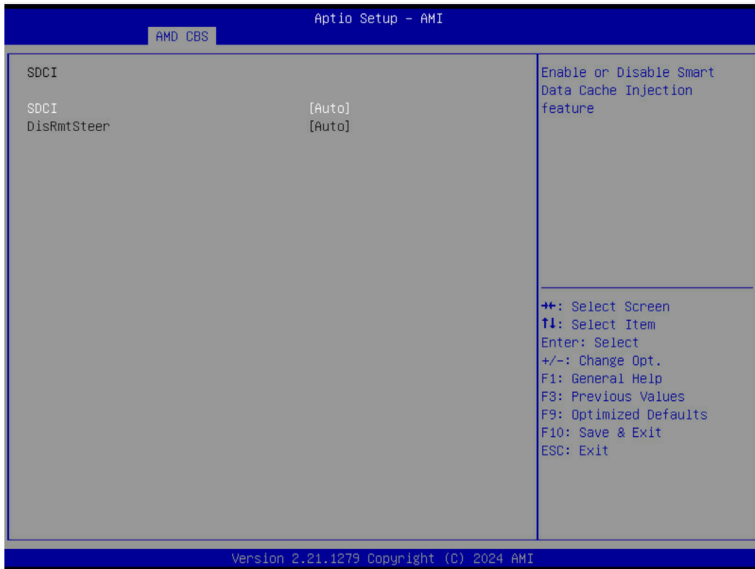 Aptio Setup – AMI
AMD CBS
SDCI
SDCI [Auto]
DisRmtSteer [Auto]
Enable or Disable Smart
Data Cache Injection
feature
→←: Select Screen
↑↓: Select Item
Enter: Select
+/-: Change Opt.
F1: General Help
F3: Previous Values
F9: Optimized Defaults
F10: Save & Exit
ESC: Exit
Version 2.21.1279 Copyright (C) 2024 AMI